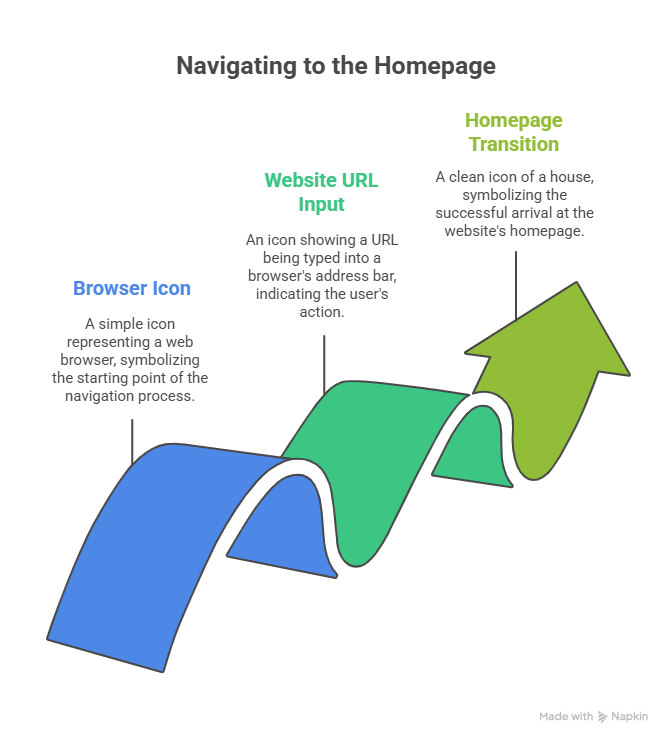 Navigating to the Homepage
Homepage
Transition
A clean icon of a house,
symbolizing the
successful arrival at the
website's homepage.
Website URL
Input
An icon showing a URL
being typed into a
browser's address bar,
indicating the user's
action.
Browser Icon
A simple icon
representing a web
browser, symbolizing
the starting point of the
navigation process.
Made with Napkin